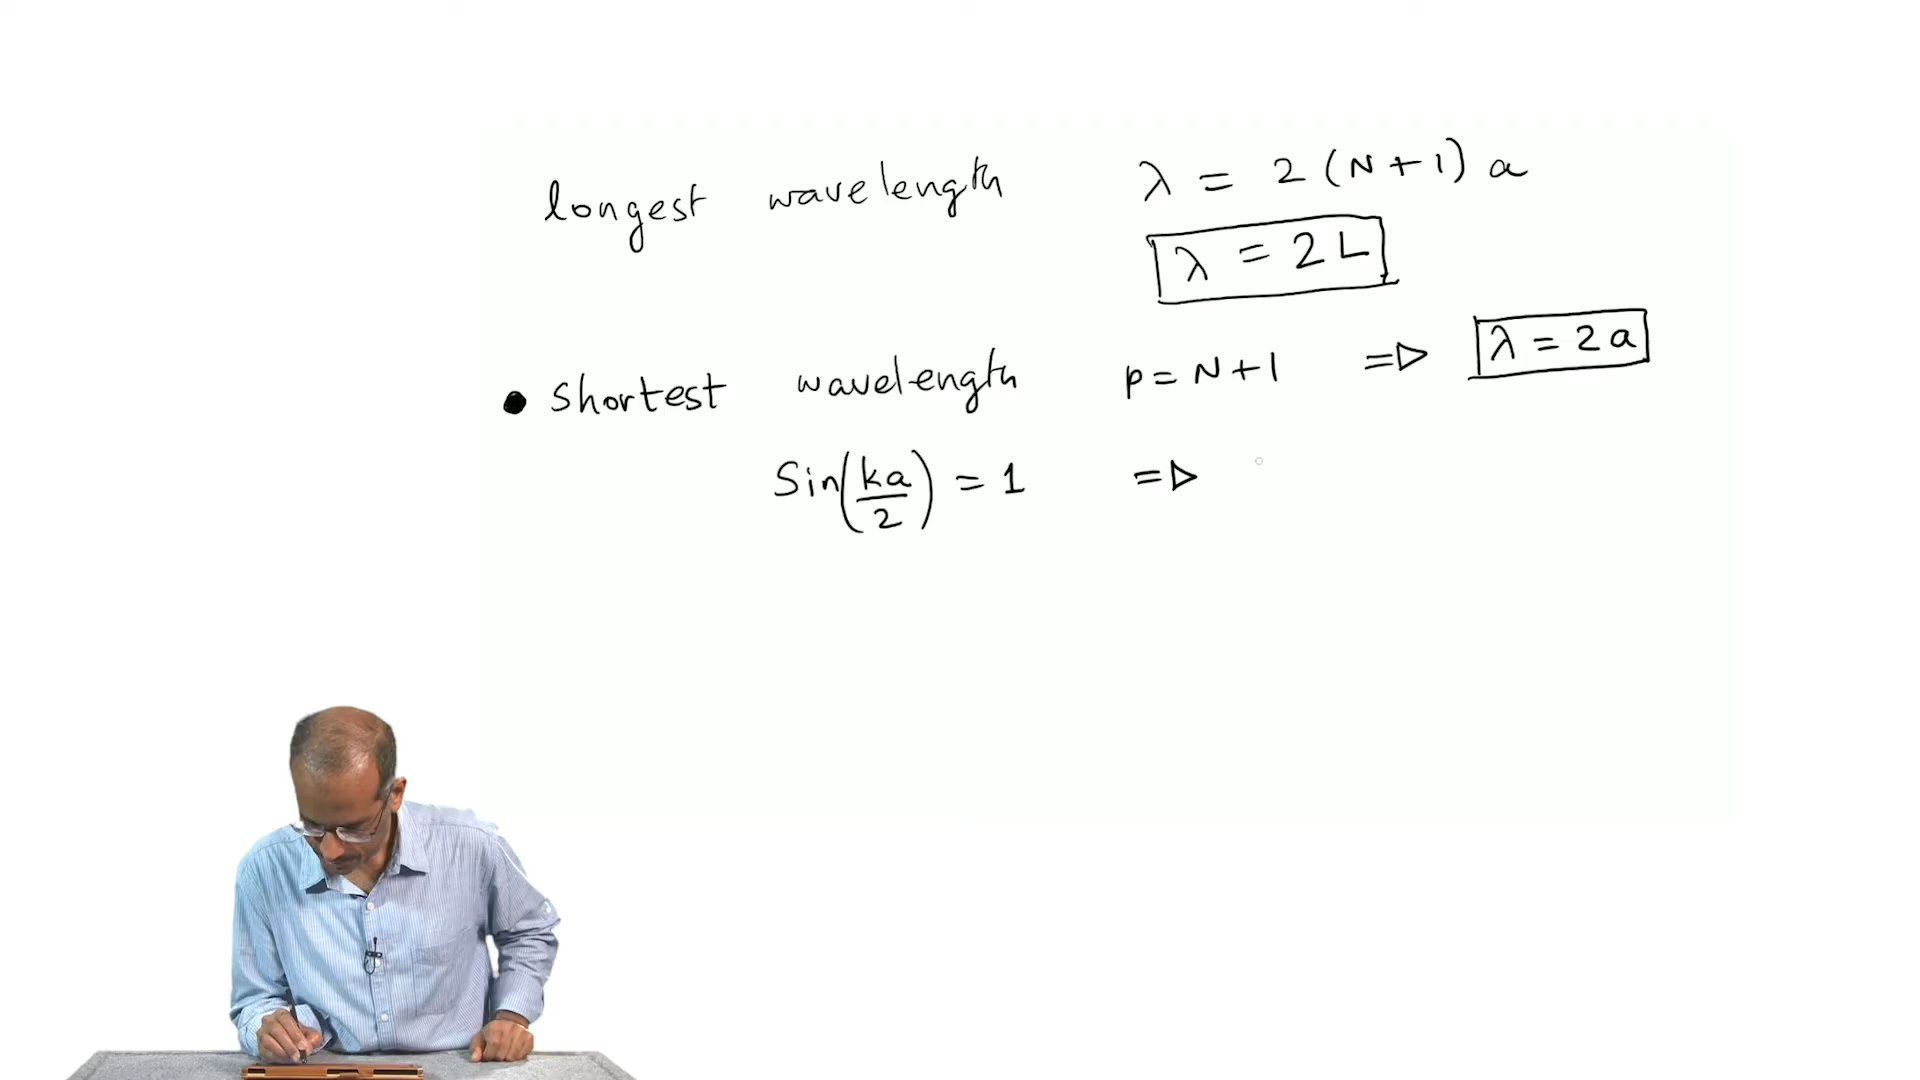 longest wavelength λ = 2 (N+1) a
λ = 2L
• Shortest wavelength p = N+1 => λ = 2a
Sin(ka/2) = 1 =>